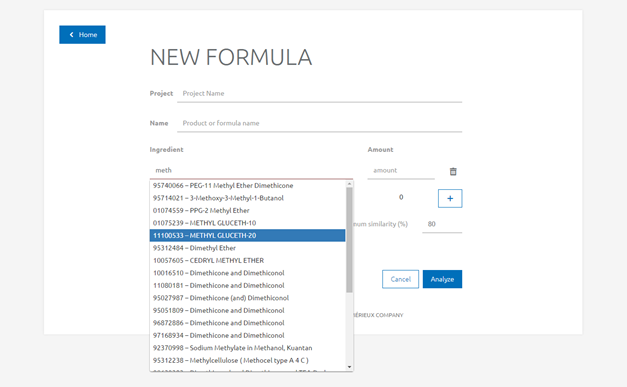 Home
NEW FORMULA
Project Project Name
Name Product or formula name
Ingredient Amount
meth amount
95740066 – PEG-11 Methyl Ether Dimethicone
95714021 – 3-Methoxy-3-Methyl-1-Butanol
01074559 – PPG-2 Methyl Ether
0 +
01075239 – METHYL GLUCETH-10
11100533 – METHYL GLUCETH-20
num similarity (%) 80
95312484 – Dimethyl Ether
10057605 – CEDRYL METHYL ETHER
10016510 – Dimethicone and Dimethiconol
11080181 – Dimethicone and Dimethiconol
Cancel Analyze
95027987 – Dimethicone (and) Dimethiconol
95051809 – Dimethicone and Dimethiconol
ÉRIEUX COMPANY
96872886 – Dimethicone and Dimethiconol
97168934 – Dimethicone and Dimethiconol
92370998 – Sodium Methylate in Methanol, Kuantan
95312238 – Methylcellulose ( Methocel type A 4 C )